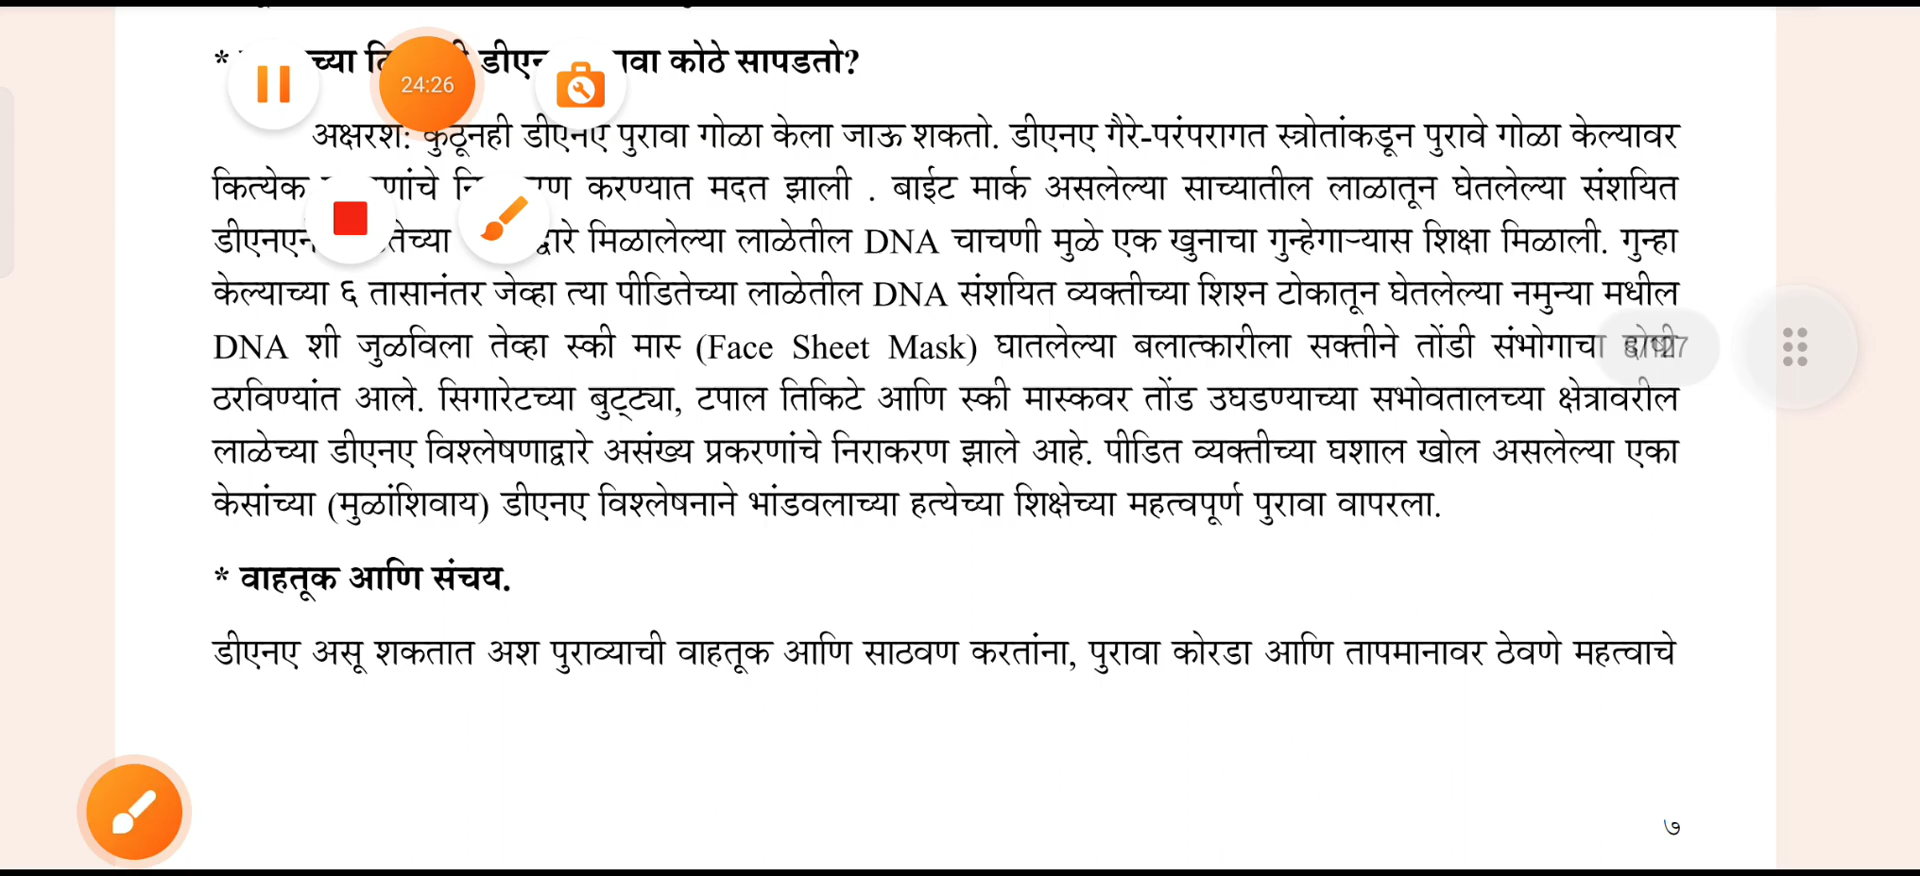 * च्या डीएन कोठे सापडतो?
24:26
अक्षरशः कुठूनही डीएनए पुरावा गोळा केला जाऊ शकतो. डीएनए गैरे-परंपरागत स्त्रोतांकडून पुरावे गोळा केल्यावर
कित्येक करण्यात मदत झाली . बाईट मार्क असलेल्या साच्यातील लाळातून घेतलेल्या संशयित
मिळालेल्या लाळेतील DNA चाचणी मुळे एक खुनाचा गुन्हेगाऱ्यास शिक्षा मिळाली. गुन्हा
केल्याच्या ६ तासानंतर जेव्हा त्या पीडितेच्या लाळेतील DNA संशयित व्यक्तीच्या शिश्न टोकातून घेतलेल्या नमुन्या मधील
DNA शी जुळविला तेव्हा स्की मास्‍ (Face Sheet Mask) घातलेल्या बलात्कारीला सक्तीने तोंडी संभोगाचा
ठरविण्यांत आले. सिगारेटच्या बुट्ट्या, टपाल तिकिटे आणि स्की मास्कवर तोंड उघडण्याच्या सभोवतालच्या क्षेत्रावरील
लाळेच्या डीएनए विश्लेषणाद्वारे असंख्य प्रकरणांचे निराकरण झाले आहे. पीडित व्यक्तीच्या घशाल खोल असलेल्या एका
केसांच्या (मुळांशिवाय) डीएनए विश्लेषनाने भांडवलाच्या हत्येच्या शिक्षेच्या महत्वपूर्ण पुरावा वापरला.
* वाहतूक आणि संचय.
डीएनए असू शकतात अश पुराव्याची वाहतूक आणि साठवण करतांना, पुरावा कोरडा आणि तापमानावर ठेवणे महत्वाचे
७